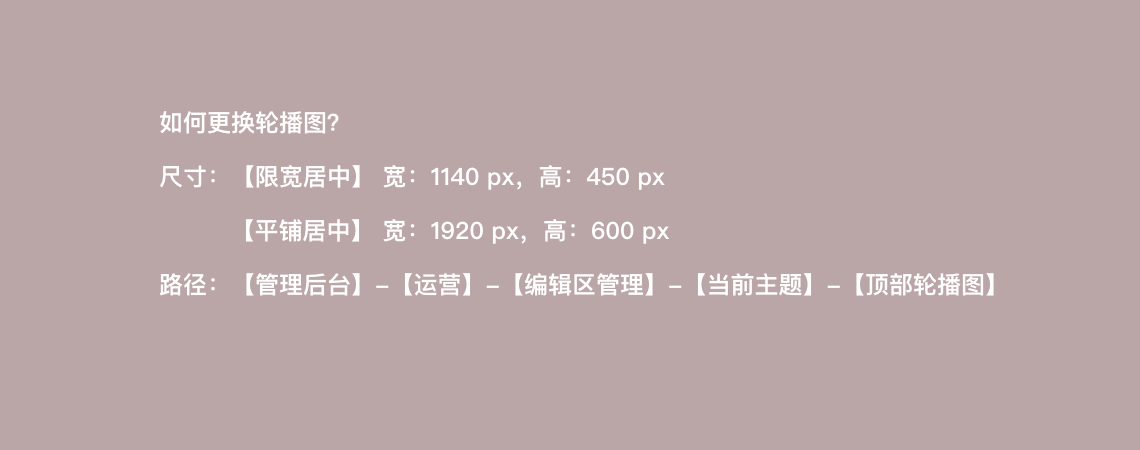 如何更换轮播图?
尺寸：【限宽居中】 宽：1140 px，高：450 px
【平铺居中】 宽：1920 px，高：600 px
路径：【管理后台】–【运营】–【编辑区管理】–【当前主题】–【顶部轮播图】